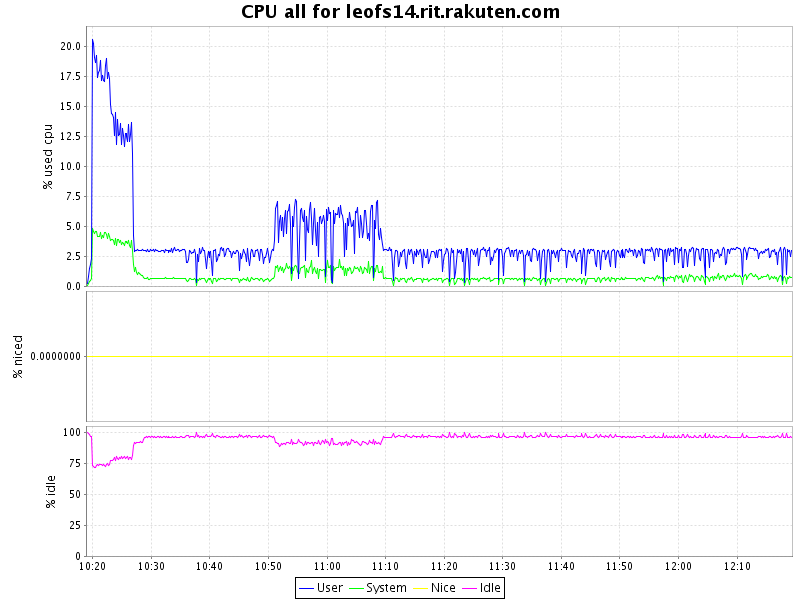 CPU all for leofs14.rit.rakuten.com
% used cpu
20.0
17.5
15.0
12.5
10.0
7.5
5.0
2.5
0.0
% niced
0.0000000
% idle
100
75
50
25
0
10:20 10:30 10:40 10:50 11:00 11:10 11:20 11:30 11:40 11:50 12:00 12:10
User System Nice Idle